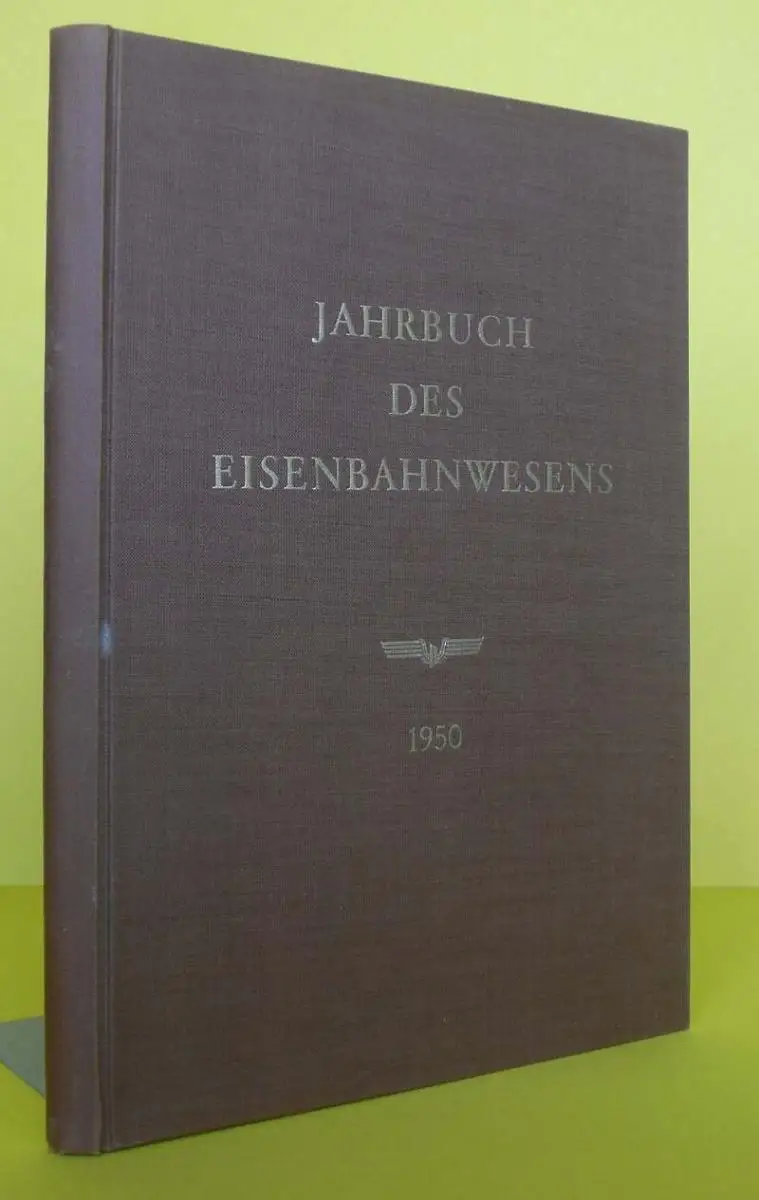 JAHRBUCH
DES
EISENBAHNWESENS
1950